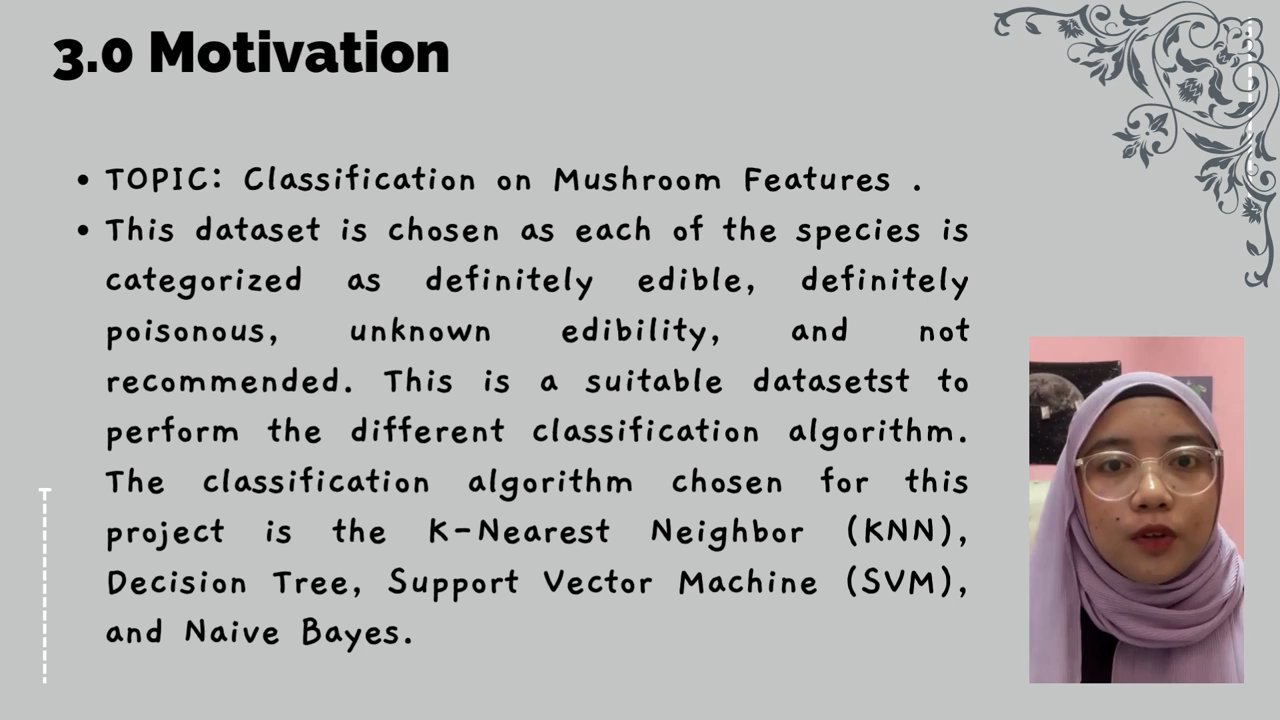 3.0 Motivation
• TOPIC: Classification on Mushroom Features .
• This dataset is chosen as each of the species is
categorized as definitely edible, definitely
poisonous, unknown edibility, and not
recommended. This is a suitable datasetst to
perform the different classification algorithm.
The classification algorithm chosen for this
project is the K-Nearest Neighbor (KNN),
Decision Tree, Support Vector Machine (SVM),
and Naive Bayes.